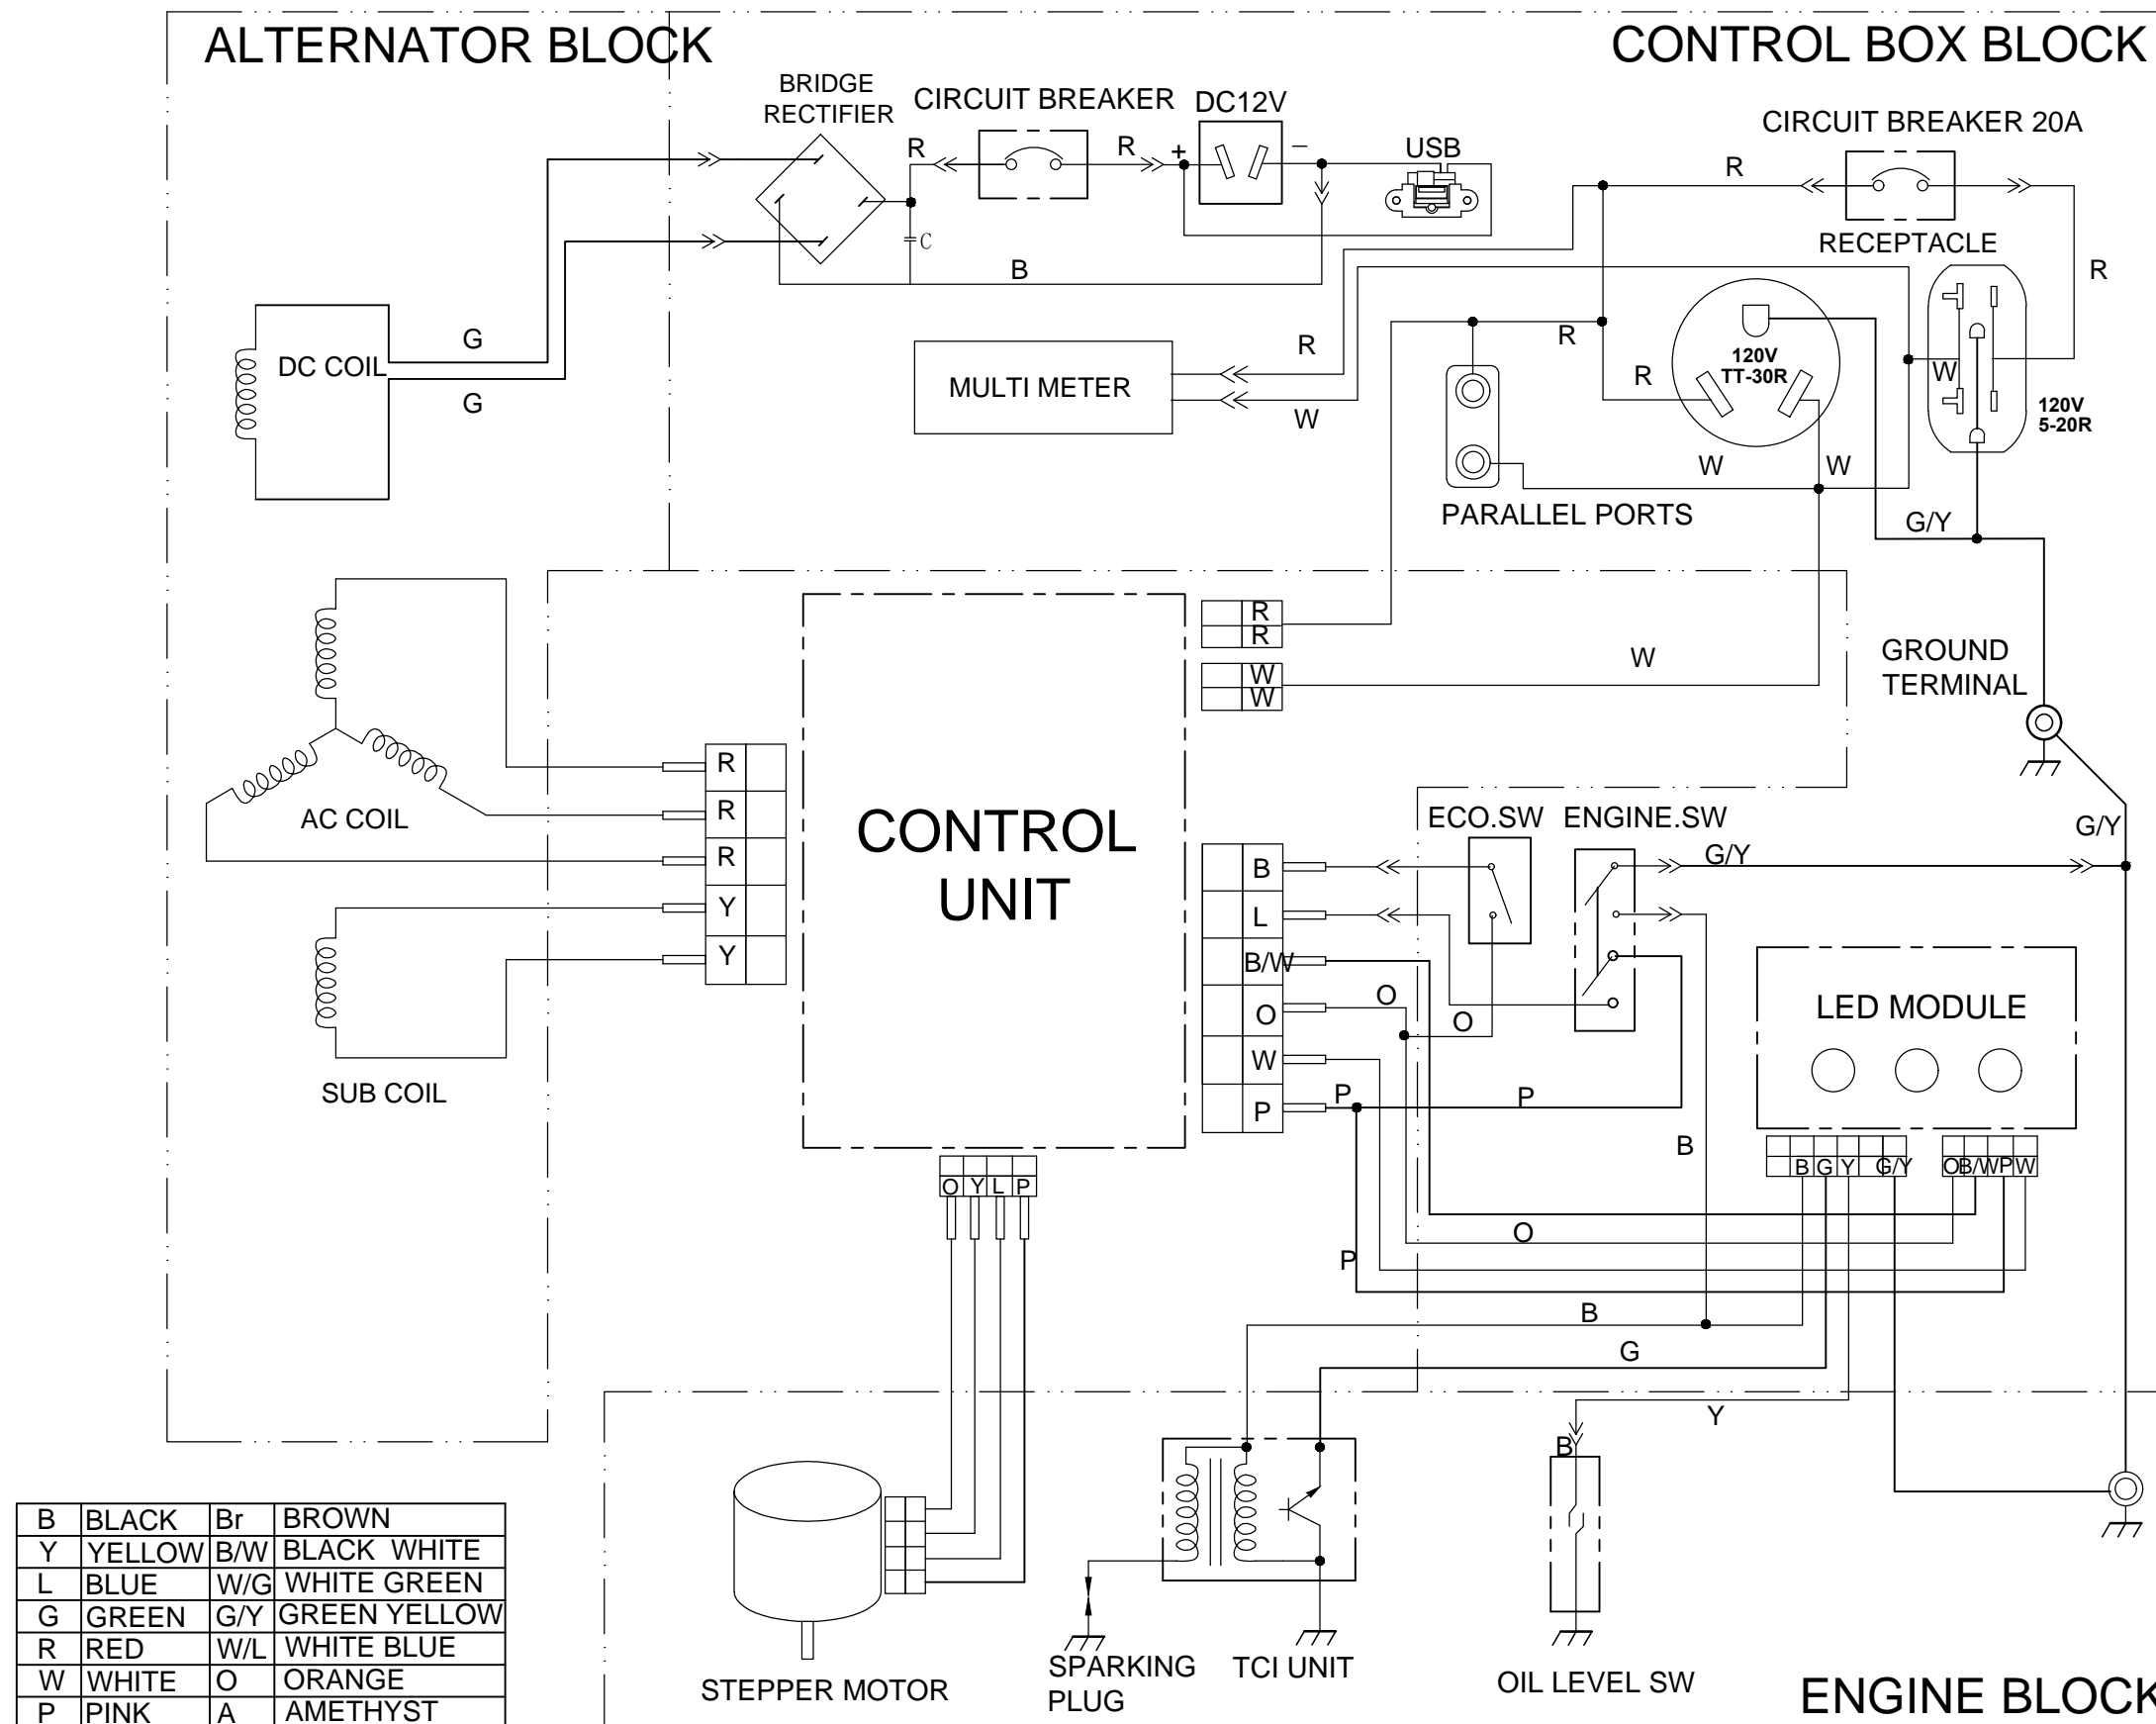 ALTERNATOR BLOCK
CONTROL BOX BLOCK
BRIDGE
RECTIFIER
CIRCUIT BREAKER
DC12V
USB
CIRCUIT BREAKER 20A
R
R
+
−
R
C
B
RECEPTACLE
R
G
DC COIL
G
MULTI METER
R
W
R
R
120V
TT-30R
W
120V
5-20R
W
W
PARALLEL PORTS
G/Y
R
R
W
W
W
GROUND
TERMINAL
AC COIL
R
R
R
Y
Y
SUB COIL
CONTROL
UNIT
ECO.SW
ENGINE.SW
G/Y
G/Y
B
L
B/W
O
W
P
O
O
P
P
B
LED MODULE
B
G
Y
G/Y
O
B/W
P
W
O
Y
L
P
O
P
B
G
Y
B
STEPPER MOTOR
SPARKING
PLUG
TCI UNIT
OIL LEVEL SW
ENGINE BLOCK
B BLACK Br BROWN
Y YELLOW B/W BLACK WHITE
L BLUE W/G WHITE GREEN
G GREEN G/Y GREEN YELLOW
R RED W/L WHITE BLUE
W WHITE O ORANGE
P PINK A AMETHYST